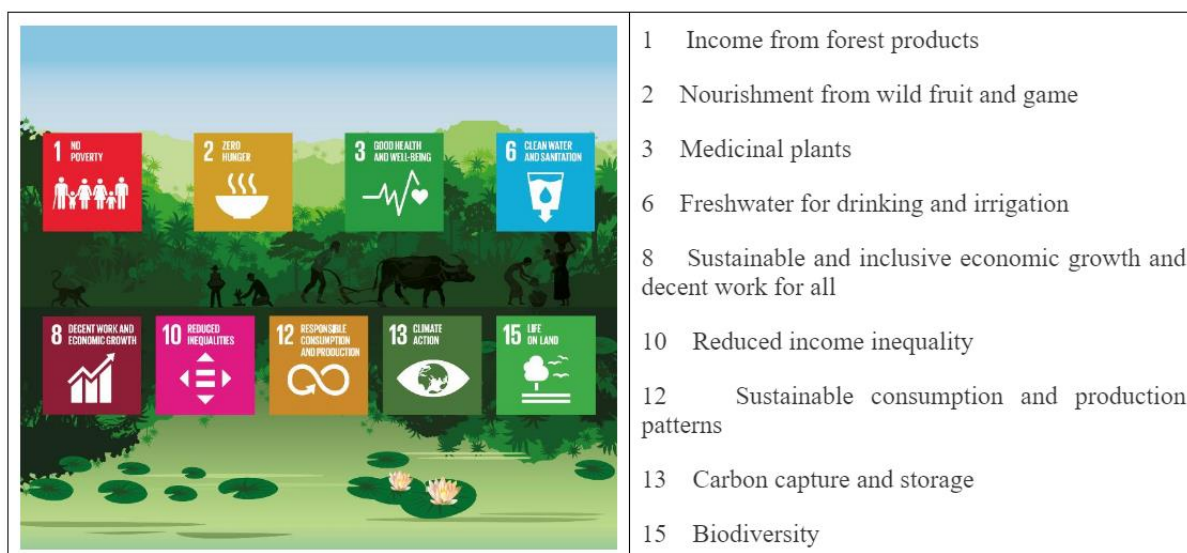 1 NO
POVERTY
2 ZERO
HUNGER
3 GOOD HEALTH
AND WELL-BEING
6 CLEAN WATER
AND SANITATION
8 DECENT WORK AND
ECONOMIC GROWTH
10 REDUCED
INEQUALITIES
12 RESPONSIBLE
CONSUMPTION
AND PRODUCTION
13 CLIMATE
ACTION
15 LIFE
ON LAND
1 Income from forest products
2 Nourishment from wild fruit and game
3 Medicinal plants
6 Freshwater for drinking and irrigation
8 Sustainable and inclusive economic growth and
decent work for all
10 Reduced income inequality
12 Sustainable consumption and production
patterns
13 Carbon capture and storage
15 Biodiversity